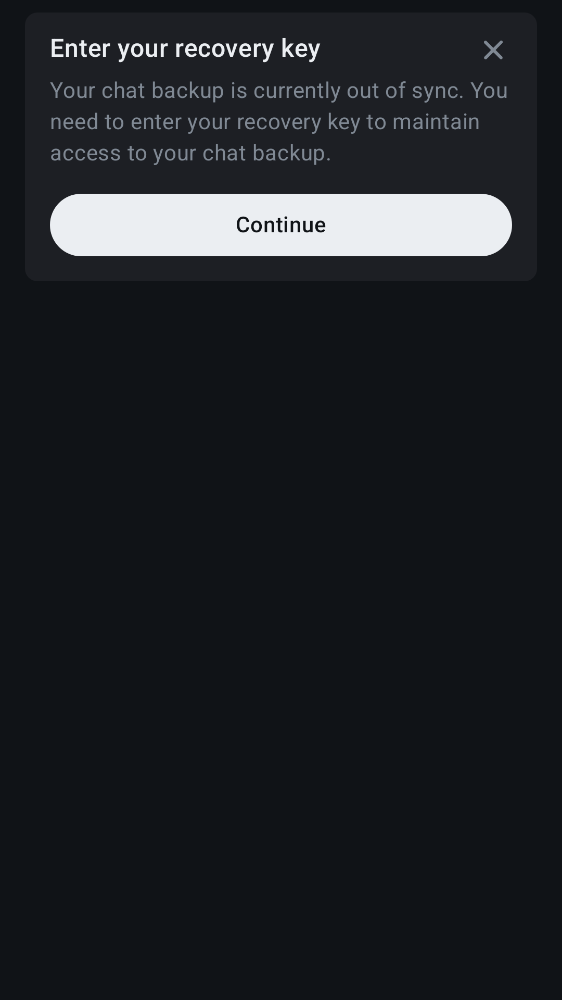 Enter your recovery key
Your chat backup is currently out of sync. You
need to enter your recovery key to maintain
access to your chat backup.
Continue